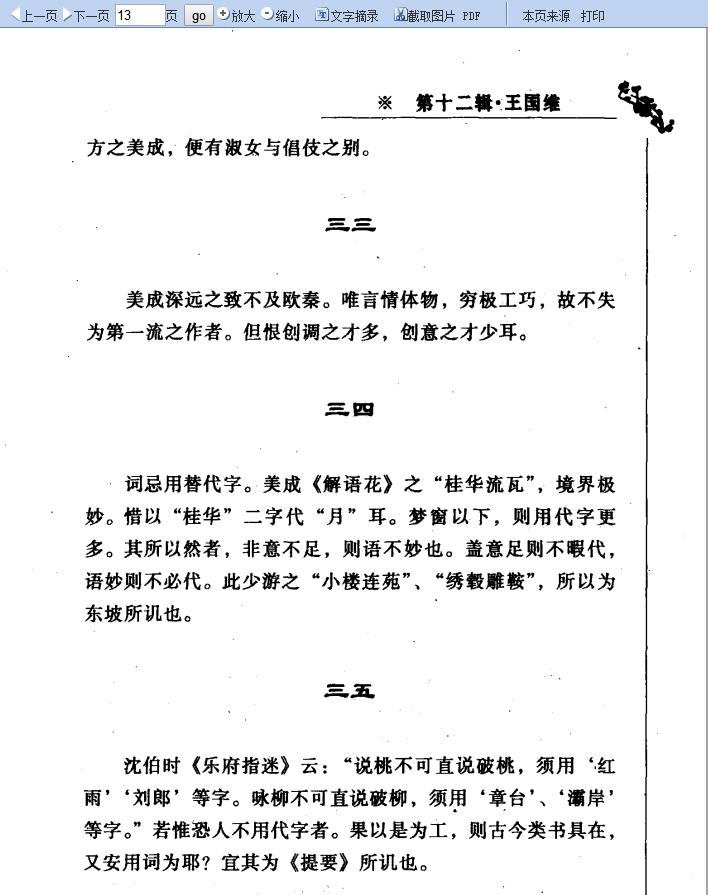 上一页 下一页 13 页 go 放大 缩小 文字摘录 截取图片 PDF 本页来源 打印
※ 第十二辑·王国维
方之美成，便有淑女与倡伎之别。
三三
美成深远之致不及欧秦。唯言情体物，穷极工巧，故不失
为第一流之作者。但恨创调之才多，创意之才少耳。
三四
词忌用替代字。美成《解语花》之“桂华流瓦”，境界极
妙。惜以“桂华”二字代“月”耳。梦窗以下，则用代字更
多。其所以然者，非意不足，则语不妙也。盖意足则不暇代，
语妙则不必代。此少游之“小楼连苑”、“绣毂雕鞍”，所以为
东坡所讥也。
三五
沈伯时《乐府指迷》云：“说桃不可直说破桃，须用‘红
雨’‘刘郎’等字。咏柳不可直说破柳，须用‘章台’、‘灞岸’
等字。”若惟恐人不用代字者。果以是为工，则古今类书具在，
又安用词为耶？宜其为《提要》所讥也。